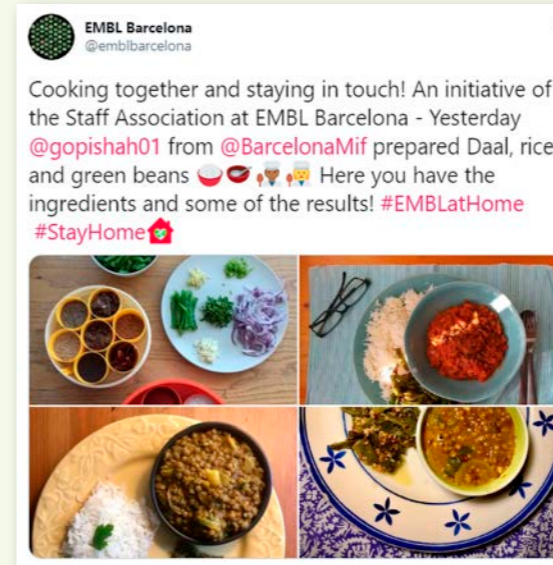 EMBL Barcelona
@emblbarcelona
Cooking together and staying in touch! An initiative of
the Staff Association at EMBL Barcelona - Yesterday
@gopishah01 from @BarcelonaMif prepared Daal, rice
and green beans 🍚🥘👨🏾‍🍳👩🏼‍🍳 Here you have the
ingredients and some of the results! #EMBLatHome
#StayHome